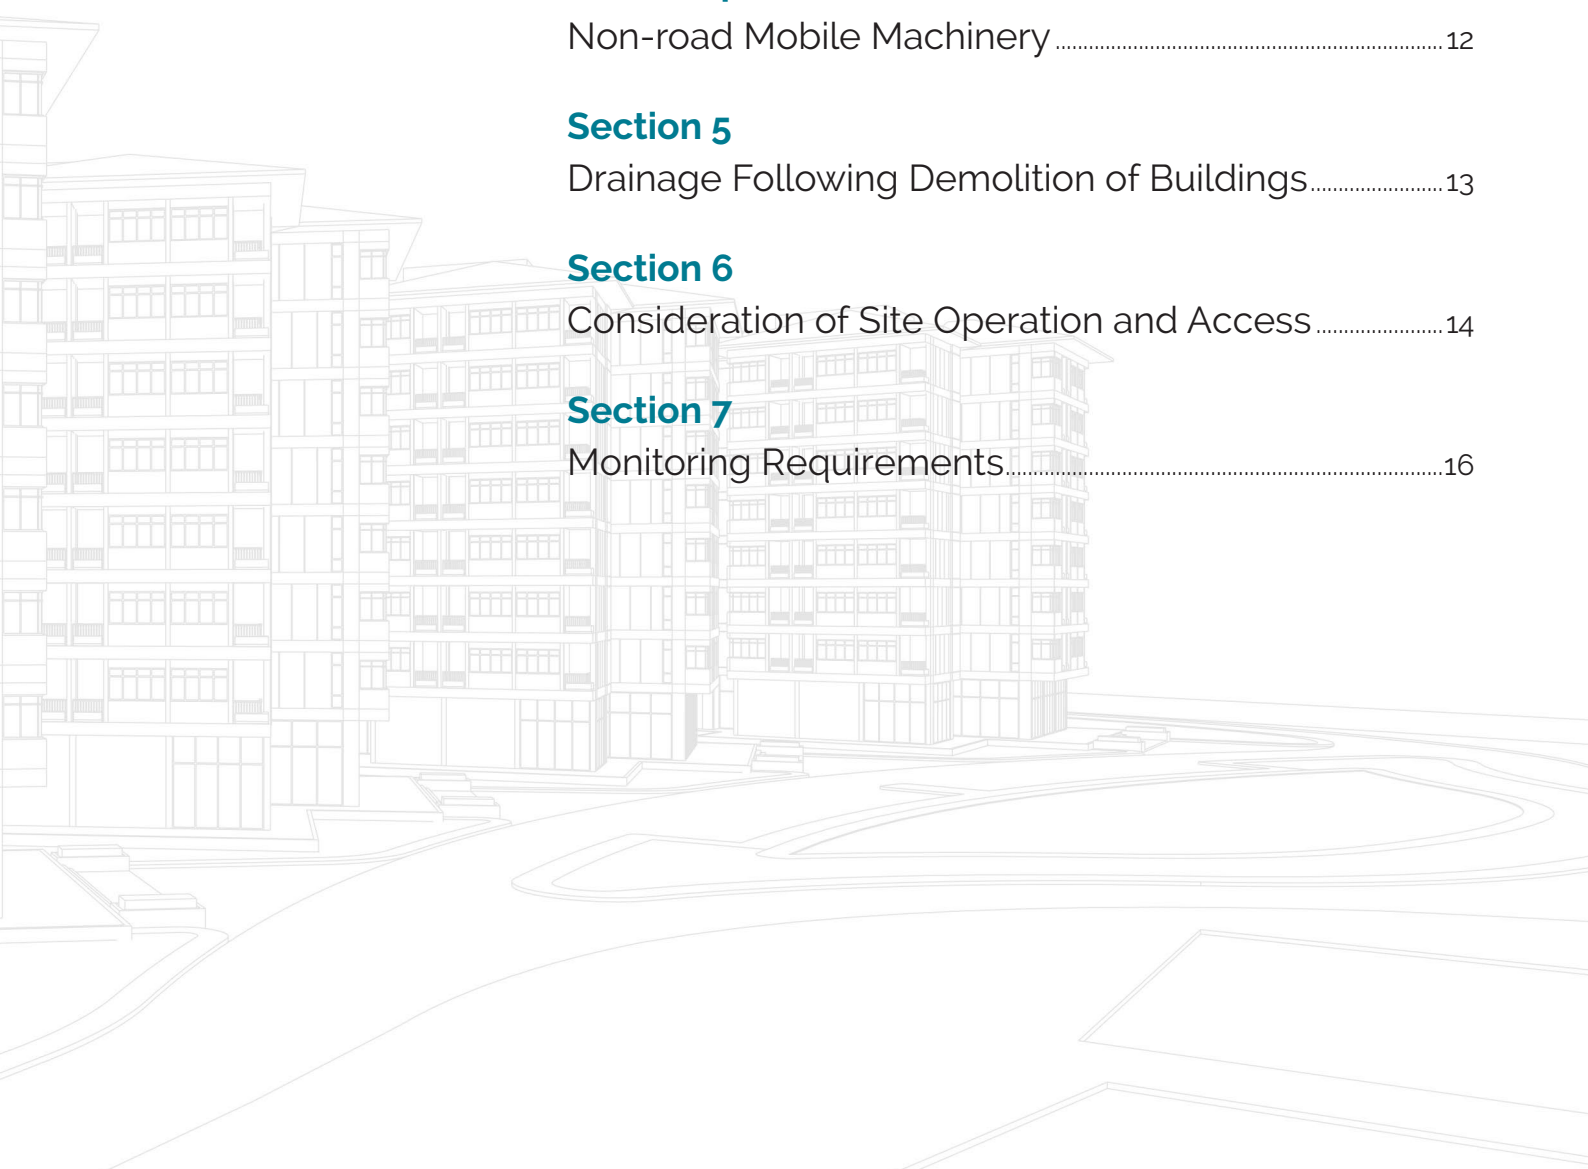 Non-road Mobile Machinery 12
Section 5
Drainage Following Demolition of Buildings 13
Section 6
Consideration of Site Operation and Access 14
Section 7
Monitoring Requirements 16